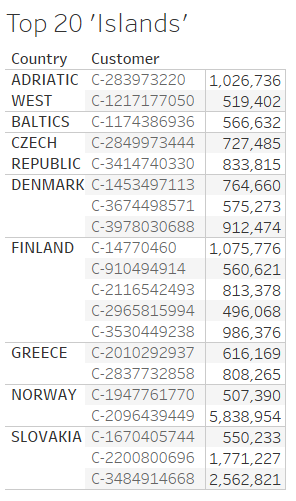 Top 20 'Islands'
Country Customer
ADRIATIC C-283973220 1,026,736
WEST C-1217177050 519,402
BALTICS C-1174386936 566,632
CZECH C-2849973444 727,485
REPUBLIC C-3414740330 833,815
DENMARK C-1453497113 764,660
C-3674498571 575,273
C-3978030688 912,474
FINLAND C-14770460 1,075,776
C-910494914 560,621
C-2116542493 813,378
C-2965815994 496,068
C-3530449238 986,376
GREECE C-2010292937 616,169
C-2837732858 808,265
NORWAY C-1947761770 507,390
C-2096439449 5,838,954
SLOVAKIA C-1670405744 550,233
C-2200800696 1,771,227
C-3484914668 2,562,821